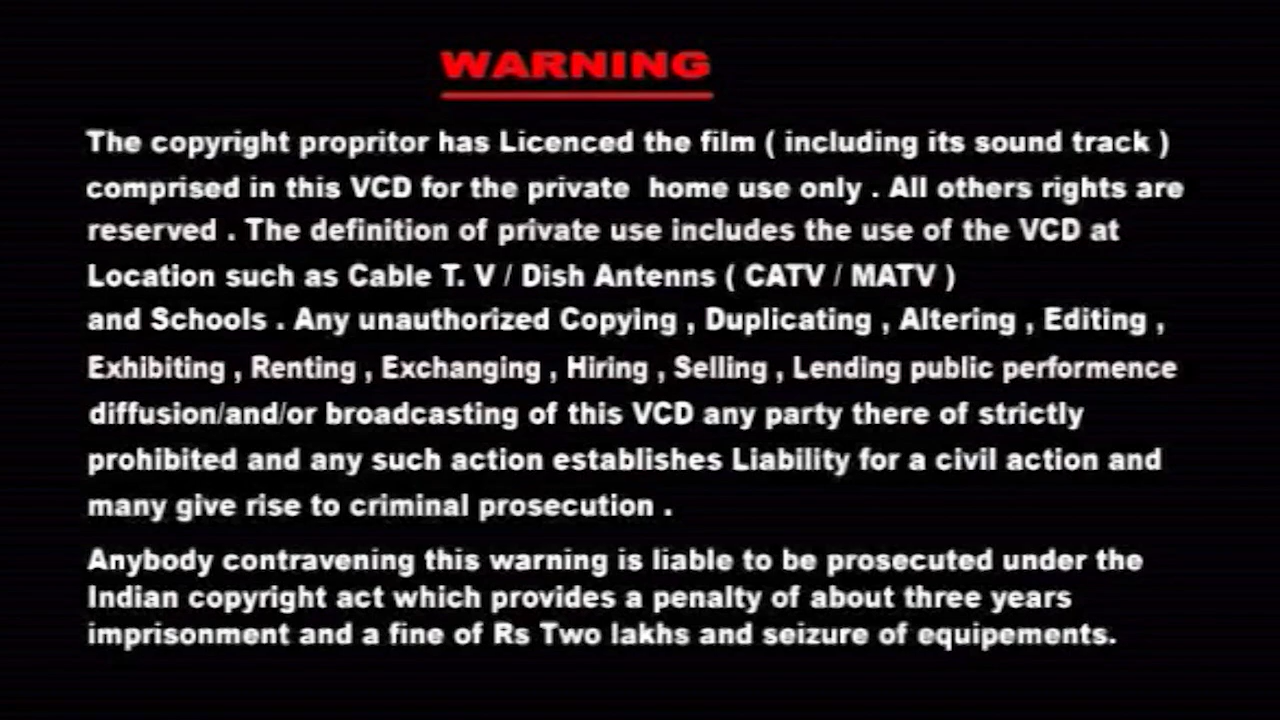 WARNING
The copyright propritor has Licenced the film ( including its sound track )
comprised in this VCD for the private home use only . All others rights are
reserved . The definition of private use includes the use of the VCD at
Location such as Cable T. V / Dish Antenns ( CATV / MATV )
and Schools . Any unauthorized Copying , Duplicating , Altering , Editing ,
Exhibiting , Renting , Exchanging , Hiring , Selling , Lending public performence
diffusion/and/or broadcasting of this VCD any party there of strictly
prohibited and any such action establishes Liability for a civil action and
many give rise to criminal prosecution .
Anybody contravening this warning is liable to be prosecuted under the
Indian copyright act which provides a penalty of about three years
imprisonment and a fine of Rs Two lakhs and seizure of equipements.